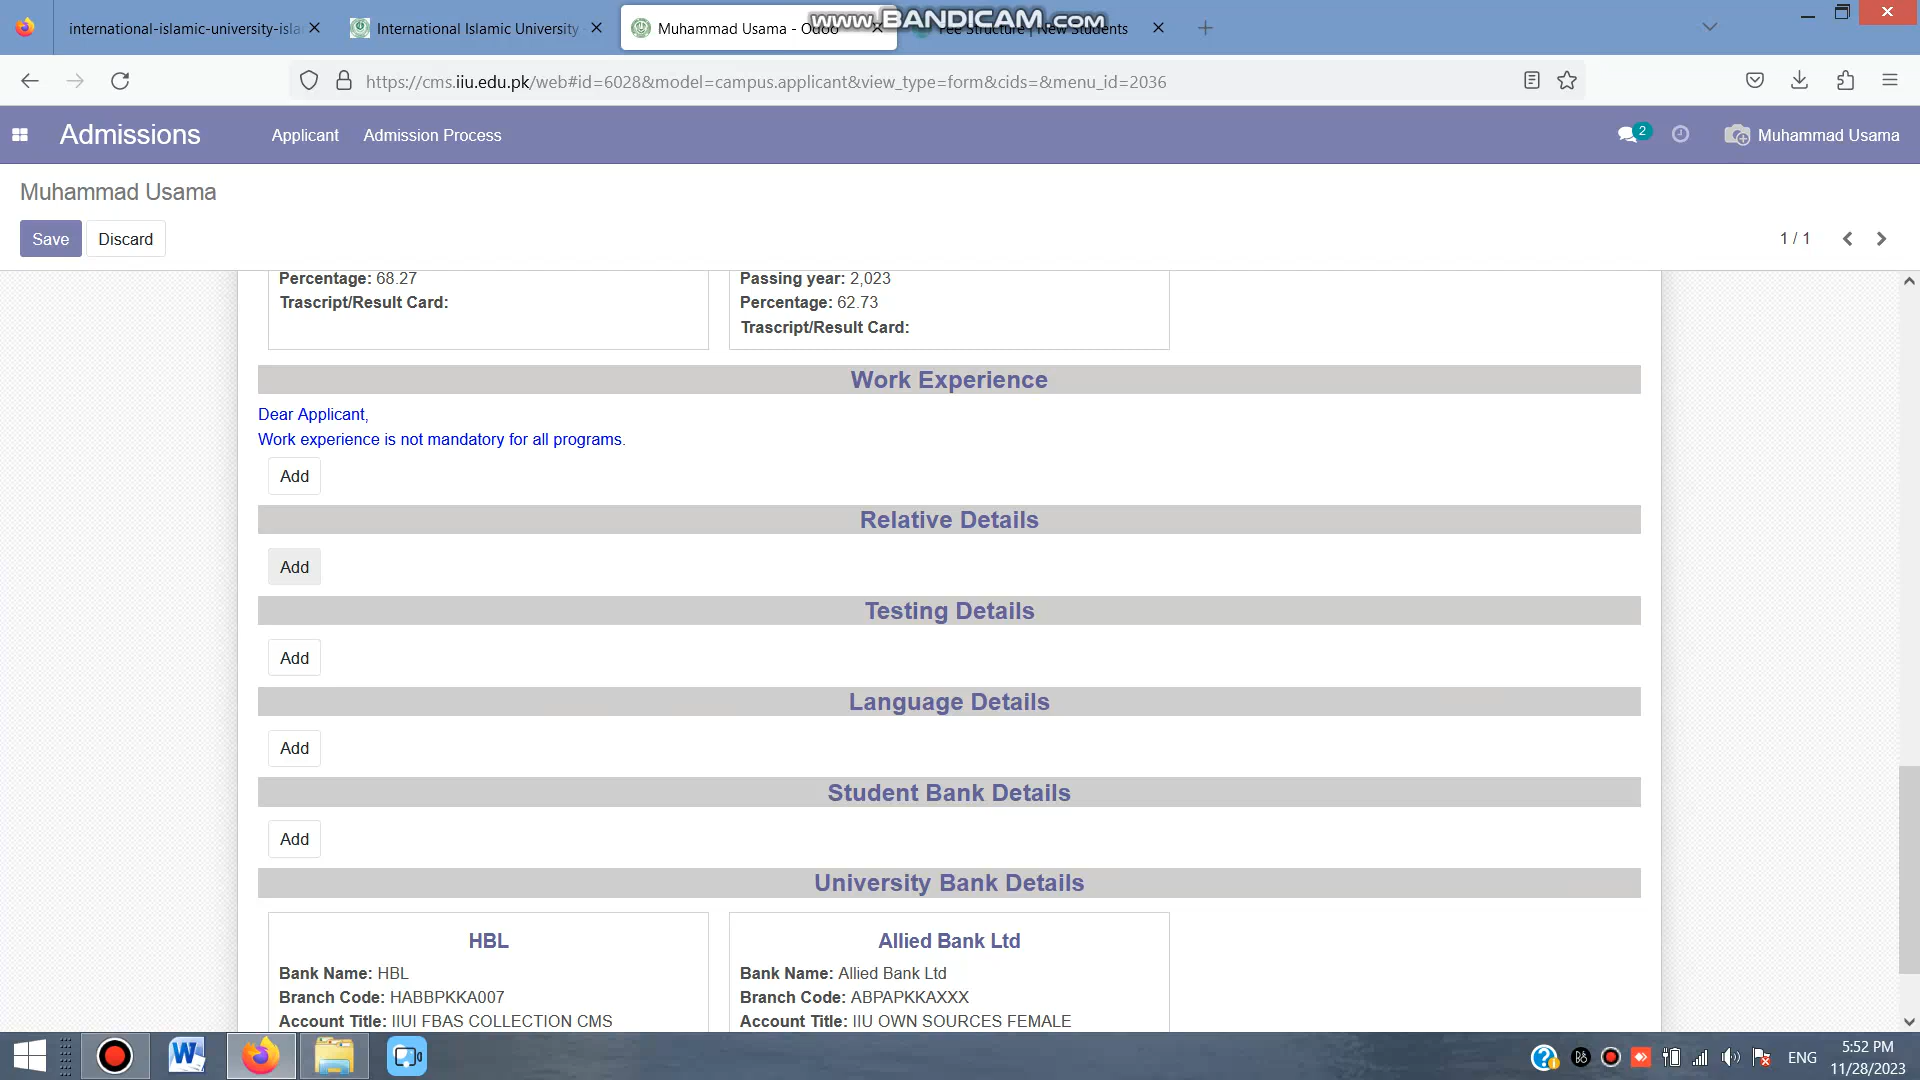 international-islamic-university-isla
International Islamic University
Muhammad Usama - Odoo
Fee Structure | New Students
www.BANDICAM.com
https://cms.iiu.edu.pk/web#id=6028&model=campus.applicant&view_type=form&cids=&menu_id=2036
Admissions
Applicant
Admission Process
2
Muhammad Usama
Muhammad Usama
Save
Discard
1 / 1
Percentage: 68.27
Trascript/Result Card:
Passing year: 2,023
Percentage: 62.73
Trascript/Result Card:
Work Experience
Dear Applicant,
Work experience is not mandatory for all programs.
Add
Relative Details
Add
Testing Details
Add
Language Details
Add
Student Bank Details
Add
University Bank Details
HBL
Bank Name: HBL
Branch Code: HABBPKKA007
Account Title: IIUI FBAS COLLECTION CMS
Allied Bank Ltd
Bank Name: Allied Bank Ltd
Branch Code: ABPAPKKAXXX
Account Title: IIU OWN SOURCES FEMALE
ENG
5:52 PM
11/28/2023